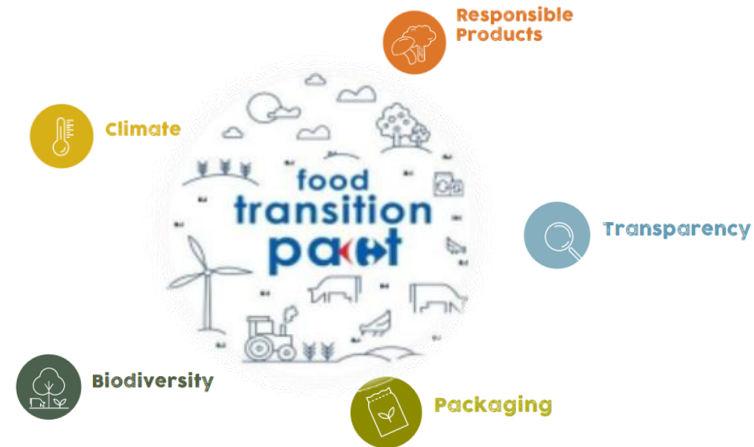 Responsible
Products
Climate
food
transition
pact
Transparency
Biodiversity
Packaging